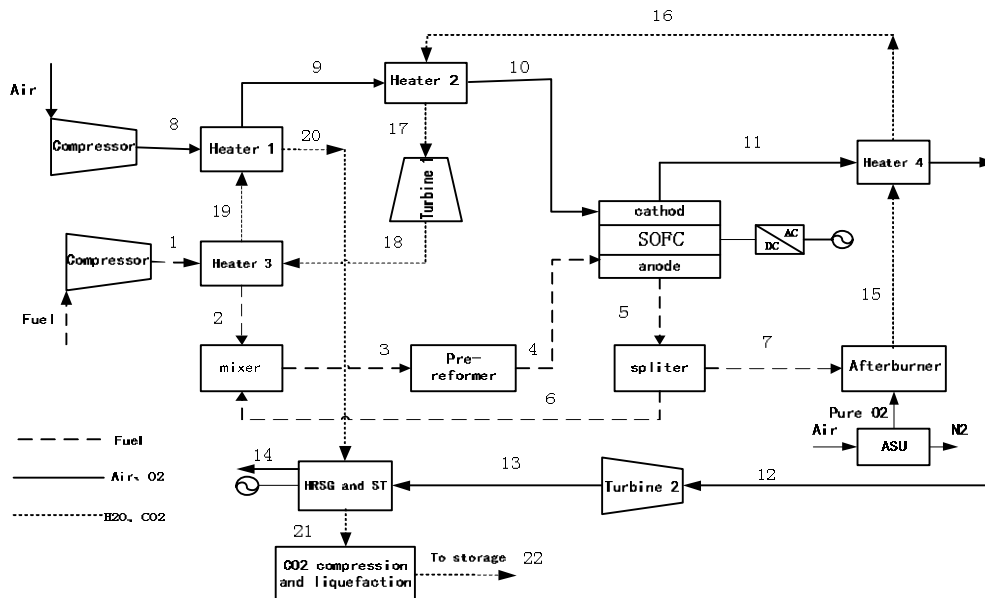 16
9
10
Heater 2
Air
8
20
17
11
Compressor
Heater 1
Heater 4
Turbine 1
cathod
19
SOFC
AC
DC
1
18
anode
Compressor
Heater 3
15
Fuel
2
5
3
4
7
mixer
Pre-
reformer
spliter
Afterburner
6
Pure O2
Air
N2
ASU
Fuel
14
13
12
Air、O2
HRSG and ST
Turbine 2
H2O、CO2
21
CO2 compression
and liquefaction
To storage
22